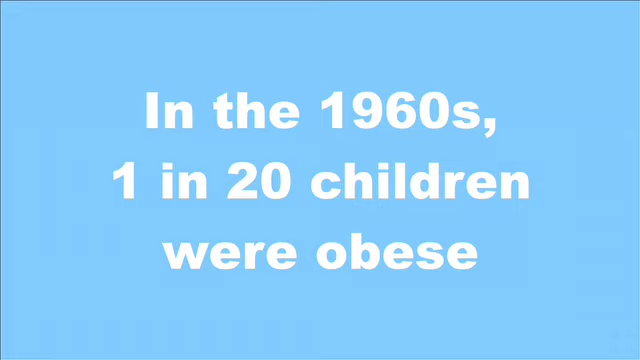 In the 1960s,
1 in 20 children
were obese